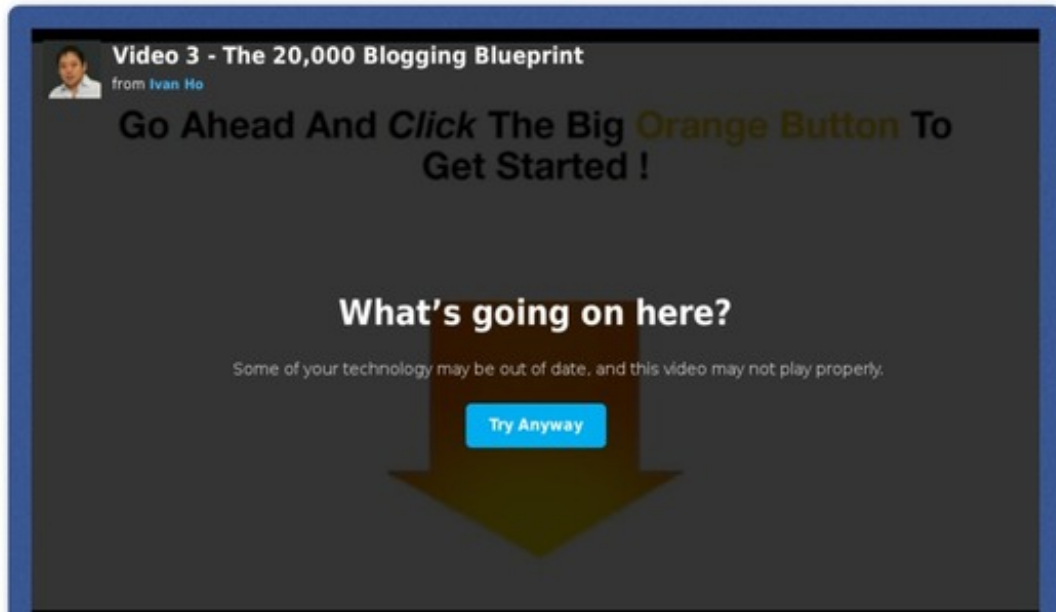 Video 3 - The 20,000 Blogging Blueprint
from Ivan Ho
Go Ahead And Click The Big Orange Button To
Get Started !
What’s going on here?
Some of your technology may be out of date, and this video may not play properly.
Try Anyway